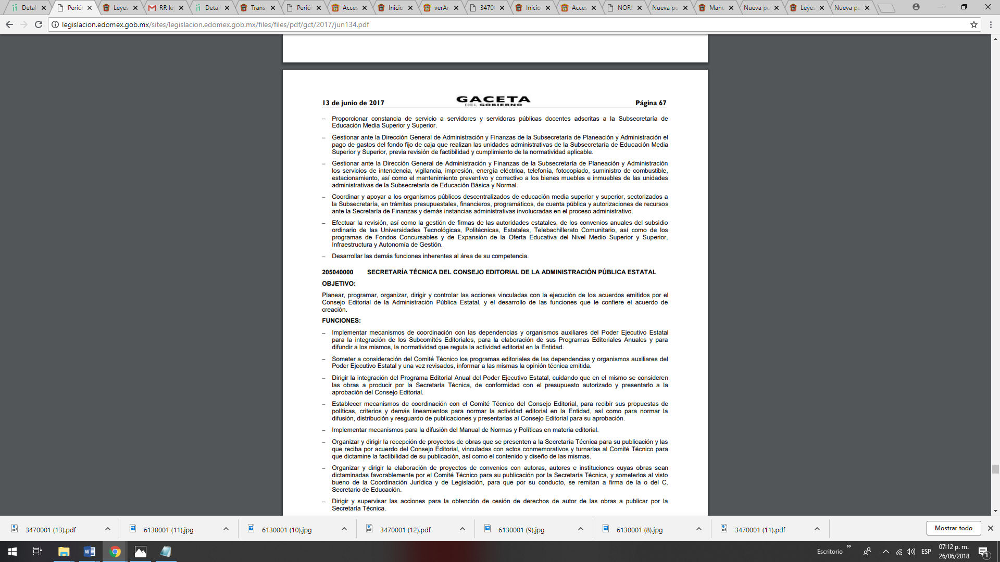 Detal
Perió
Leyes
RR le
Detal
Trans
Perió
Acces
Inicio
verAr
3470
Inicio
Acces
NOR
Nueva pe
Manu
Nueva pe
Leyes
Nueva pe
legislacion.edomex.gob.mx/sites/legislacion.edomex.gob.mx/files/files/pdf/gct/2017/jun134.pdf
13 de junio de 2017
GACETA
DEL GOBIERNO
Página 67
– Proporcionar constancia de servicio a servidores y servidoras públicas docentes adscritas a la Subsecretaría de
Educación Media Superior y Superior.
– Gestionar ante la Dirección General de Administración y Finanzas de la Subsecretaría de Planeación y Administración el
pago de gastos del fondo fijo de caja que realizan las unidades administrativas de la Subsecretaría de Educación Media
Superior y Superior, previa revisión de factibilidad y cumplimiento de la normatividad aplicable.
– Gestionar ante la Dirección General de Administración y Finanzas de la Subsecretaría de Planeación y Administración
los servicios de intendencia, vigilancia, impresión, energía eléctrica, telefonía, fotocopiado, suministro de combustible,
estacionamiento, así como el mantenimiento preventivo y correctivo a los bienes muebles e inmuebles de las unidades
administrativas de la Subsecretaría de Educación Básica y Normal.
– Coordinar y apoyar a los organismos públicos descentralizados de educación media superior y superior, sectorizados a
la Subsecretaría, en trámites presupuestales, financieros, programáticos, de cuenta pública y autorizaciones de recursos
ante la Secretaría de Finanzas y demás instancias administrativas involucradas en el proceso administrativo.
– Efectuar la revisión, así como la gestión de firmas de las autoridades estatales, de los convenios anuales del subsidio
ordinario de las Universidades Tecnológicas, Politécnicas, Estatales, Telebachillerato Comunitario, así como de los
programas de Fondos Concursables y de Expansión de la Oferta Educativa del Nivel Medio Superior y Superior,
Infraestructura y Autonomía de Gestión.
– Desarrollar las demás funciones inherentes al área de su competencia.
205040000 SECRETARÍA TÉCNICA DEL CONSEJO EDITORIAL DE LA ADMINISTRACIÓN PÚBLICA ESTATAL
OBJETIVO:
Planear, programar, organizar, dirigir y controlar las acciones vinculadas con la ejecución de los acuerdos emitidos por el
Consejo Editorial de la Administración Pública Estatal, y el desarrollo de las funciones que le confiere el acuerdo de
creación.
FUNCIONES:
– Implementar mecanismos de coordinación con las dependencias y organismos auxiliares del Poder Ejecutivo Estatal
para la integración de los Subcomités Editoriales, para la elaboración de sus Programas Editoriales Anuales y para
difundir a los mismos, la normatividad que regula la actividad editorial en la Entidad.
– Someter a consideración del Comité Técnico los programas editoriales de las dependencias y organismos auxiliares del
Poder Ejecutivo Estatal y una vez revisados, informar a las mismas la opinión técnica emitida.
– Dirigir la integración del Programa Editorial Anual del Poder Ejecutivo Estatal, cuidando que en el mismo se consideren
las obras a producir por la Secretaría Técnica, de conformidad con el presupuesto autorizado y presentarlo a la
aprobación del Consejo Editorial.
– Establecer mecanismos de coordinación con el Comité Técnico del Consejo Editorial, para recibir sus propuestas de
políticas, criterios y demás lineamientos para normar la actividad editorial en la Entidad, así como para normar la
difusión, distribución y resguardo de publicaciones y presentarlas al Consejo Editorial para su aprobación.
– Implementar mecanismos para la difusión del Manual de Normas y Políticas en materia editorial.
– Organizar y dirigir la recepción de proyectos de obras que se presenten a la Secretaría Técnica para su publicación y las
que reciba por acuerdo del Consejo Editorial, vinculadas con actos conmemorativos y turnarlas al Comité Técnico para
que dictamine la factibilidad de su publicación, así como el contenido y diseño de las mismas.
– Organizar y dirigir la elaboración de proyectos de convenios con autoras, autores e instituciones cuyas obras sean
dictaminadas favorablemente por el Comité Técnico para su publicación por la Secretaría Técnica, y someterlos al visto
bueno de la Coordinación Jurídica y de Legislación, para que por su conducto, se remitan a firma de la o del C.
Secretario de Educación.
– Dirigir y supervisar las acciones para la obtención de cesión de derechos de autor de las obras a publicar por la
Secretaría Técnica.
3470001 (13).pdf
6130001 (11).jpg
6130001 (10).jpg
3470001 (12).pdf
6130001 (9).jpg
6130001 (8).jpg
3470001 (11).pdf
Mostrar todo
Escritorio
ESP
07:12 p. m.
26/06/2018
1